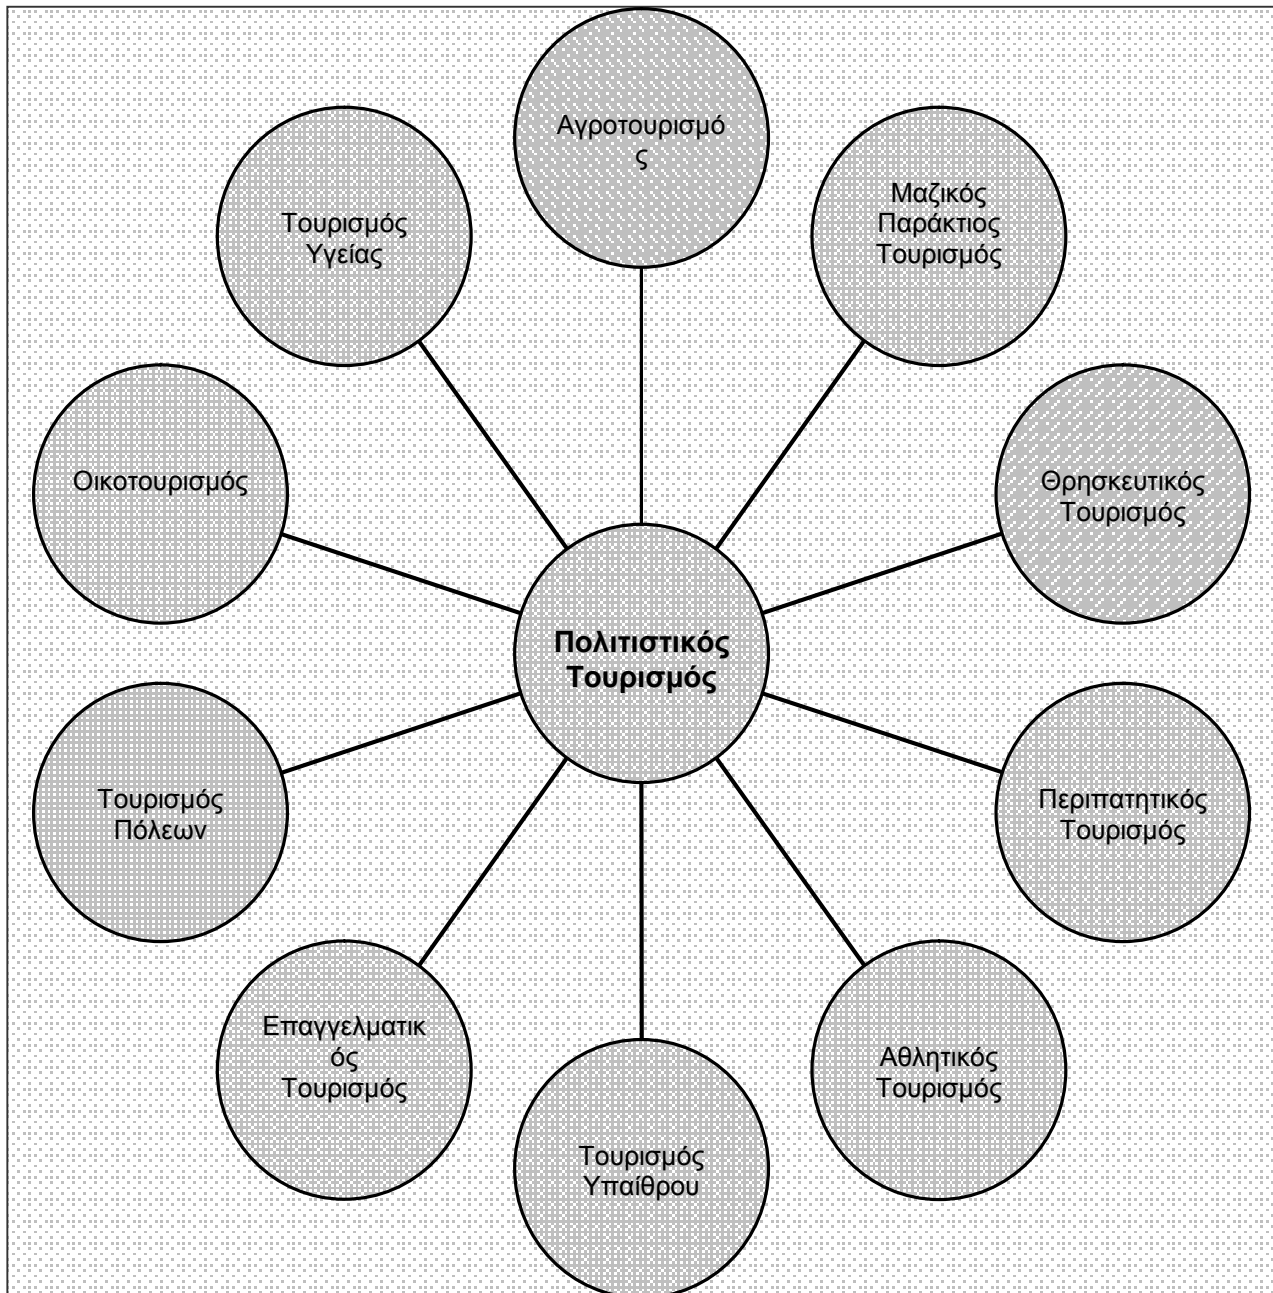 Αγροτουρισμό
ς
Μαζικός
Παράκτιος
Τουρισμός
Τουρισμός
Υγείας
Θρησκευτικός
Τουρισμός
Οικοτουρισμός
Πολιτιστικός
Τουρισμός
Περιπατητικός
Τουρισμός
Τουρισμός
Πόλεων
Αθλητικός
Τουρισμός
Επαγγελματικ
ός
Τουρισμός
Τουρισμός
Υπαίθρου